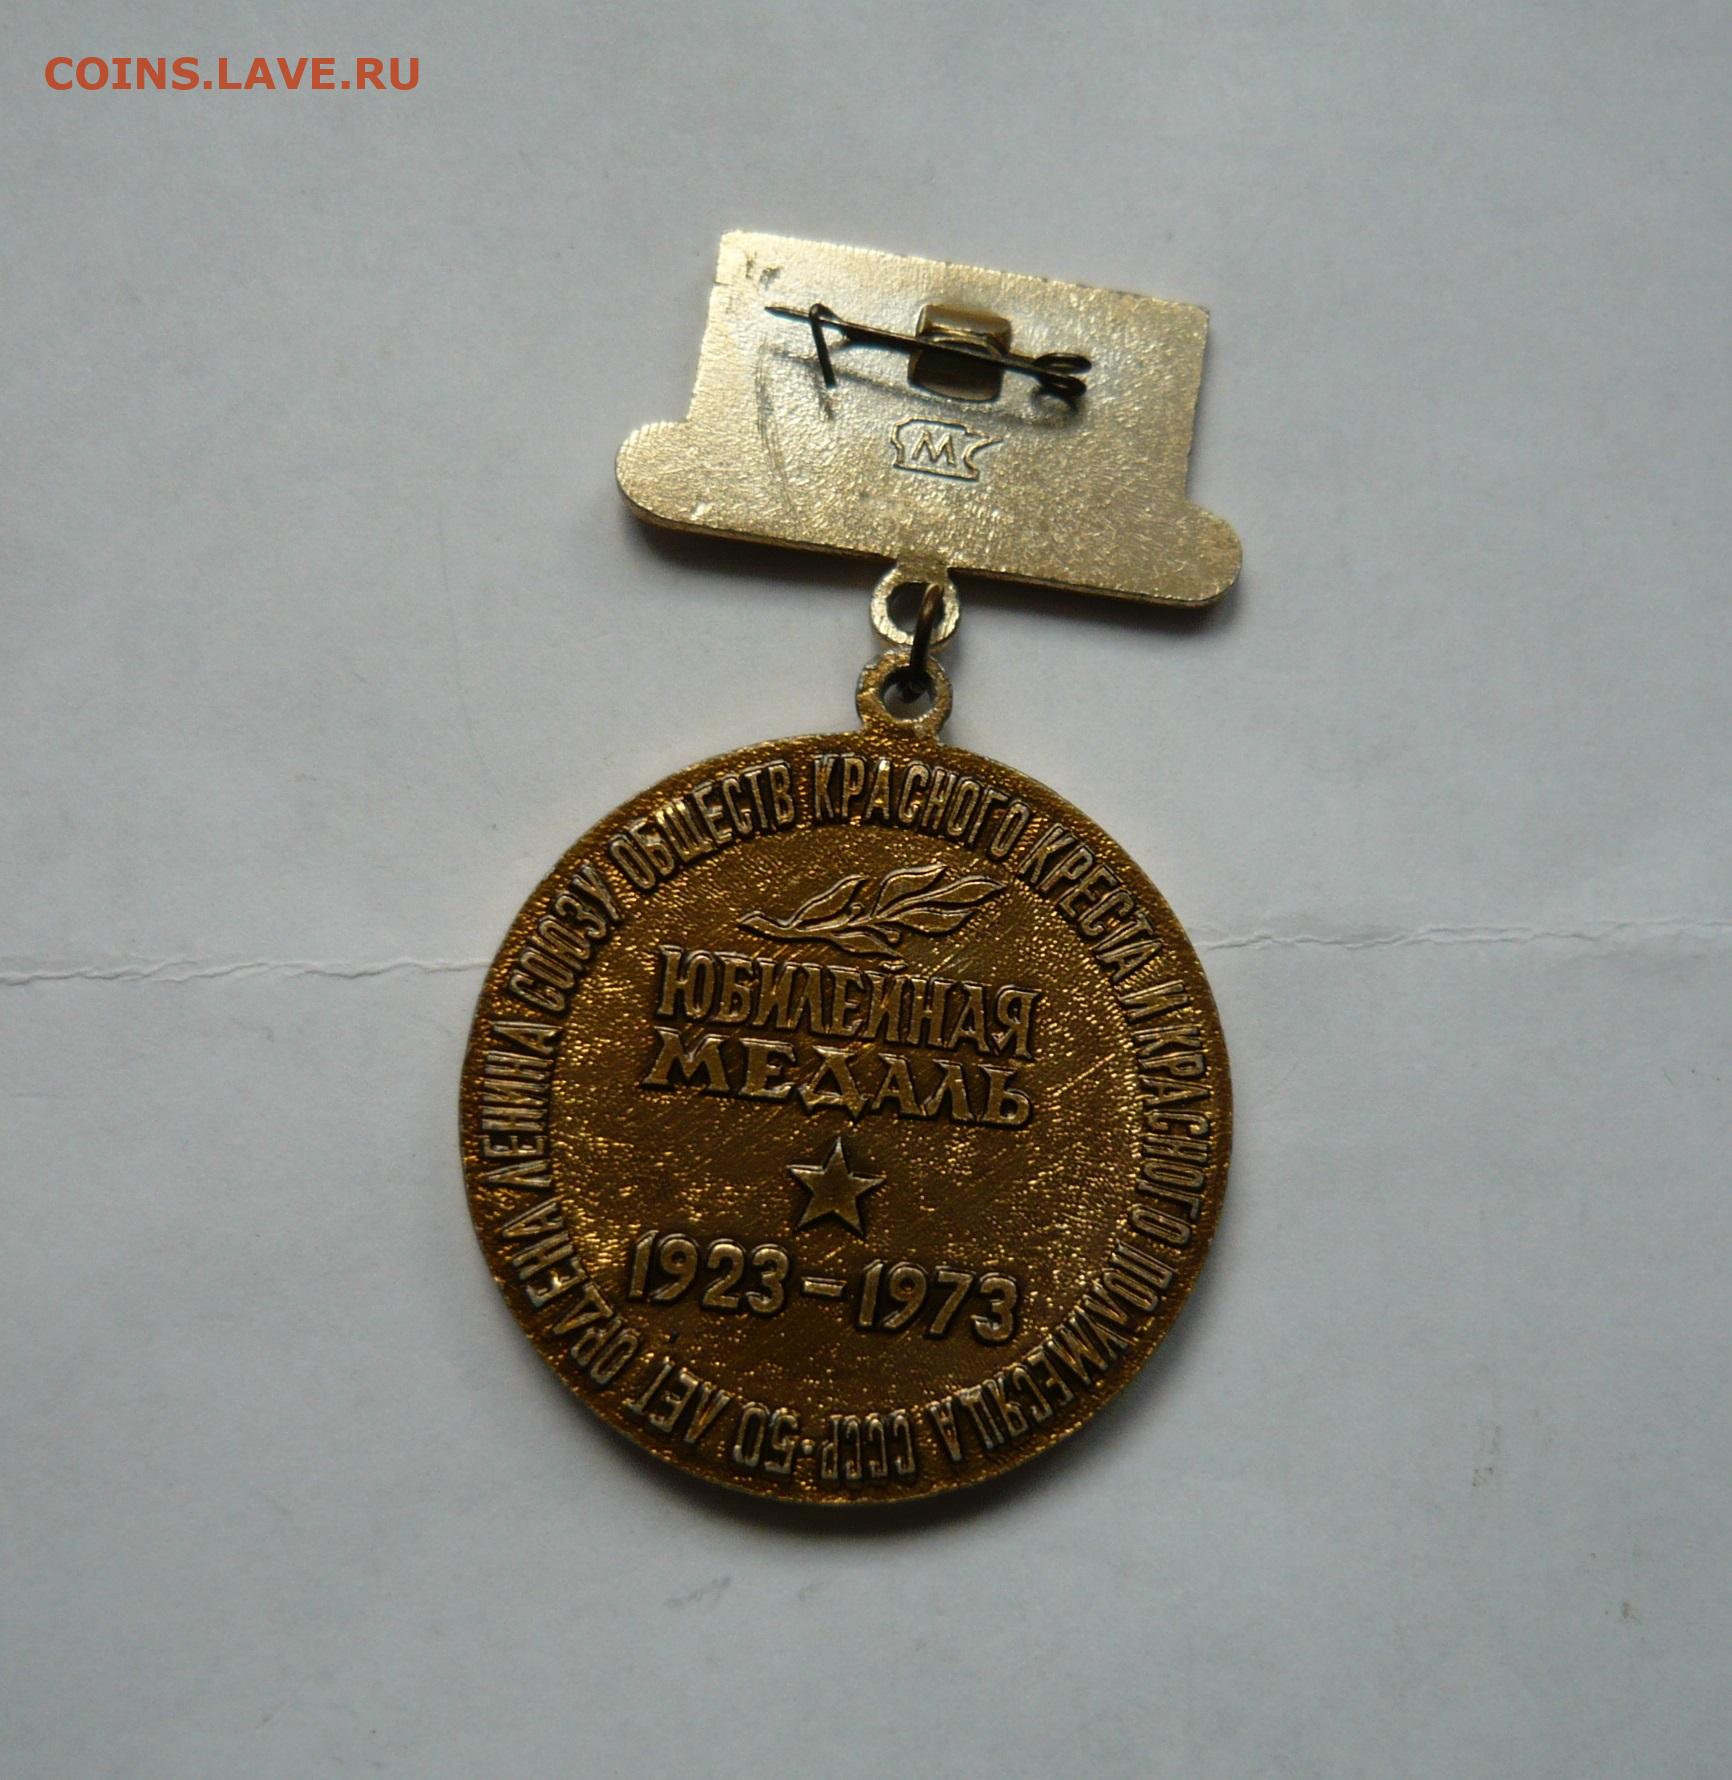 COINS.LAVE.RU
М
50 ЛЕТ ОРДЕНА ЛЕНИНА СОЮЗУ ОБЩЕСТВ КРАСНОГО КРЕСТА И КРАСНОГО ПОЛУМЕСЯЦА СССР·
ЮБИЛЕЙНАЯ
МЕДАЛЬ
1923-1973